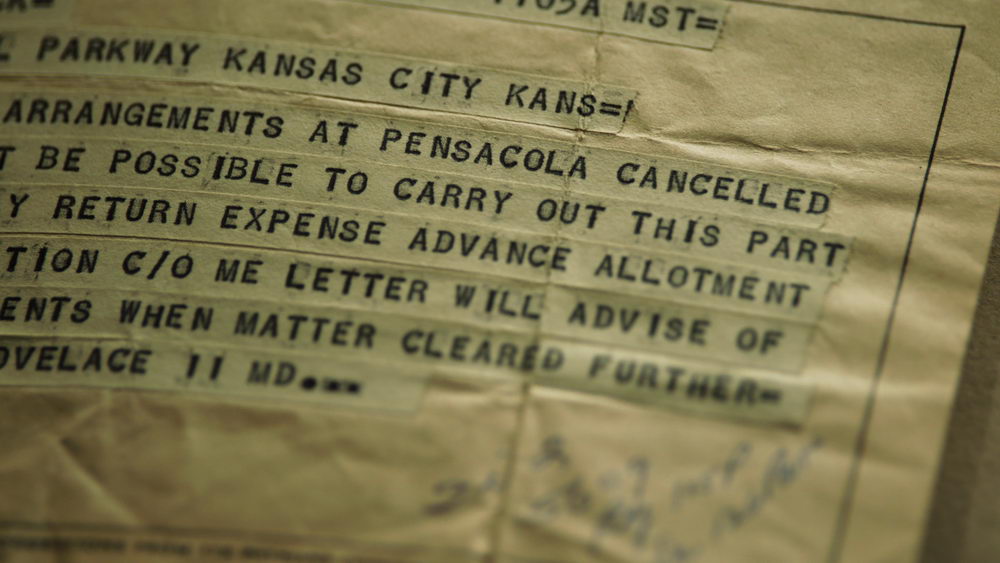 1105A MST=
L PARKWAY KANSAS CITY KANS=
ARRANGEMENTS AT PENSACOLA CANCELLED
T BE POSSIBLE TO CARRY OUT THIS PART
Y RETURN EXPENSE ADVANCE ALLOTMENT
TION C/O ME LETTER WILL ADVISE OF
ENTS WHEN MATTER CLEARED FURTHER=
OVELACE II MD